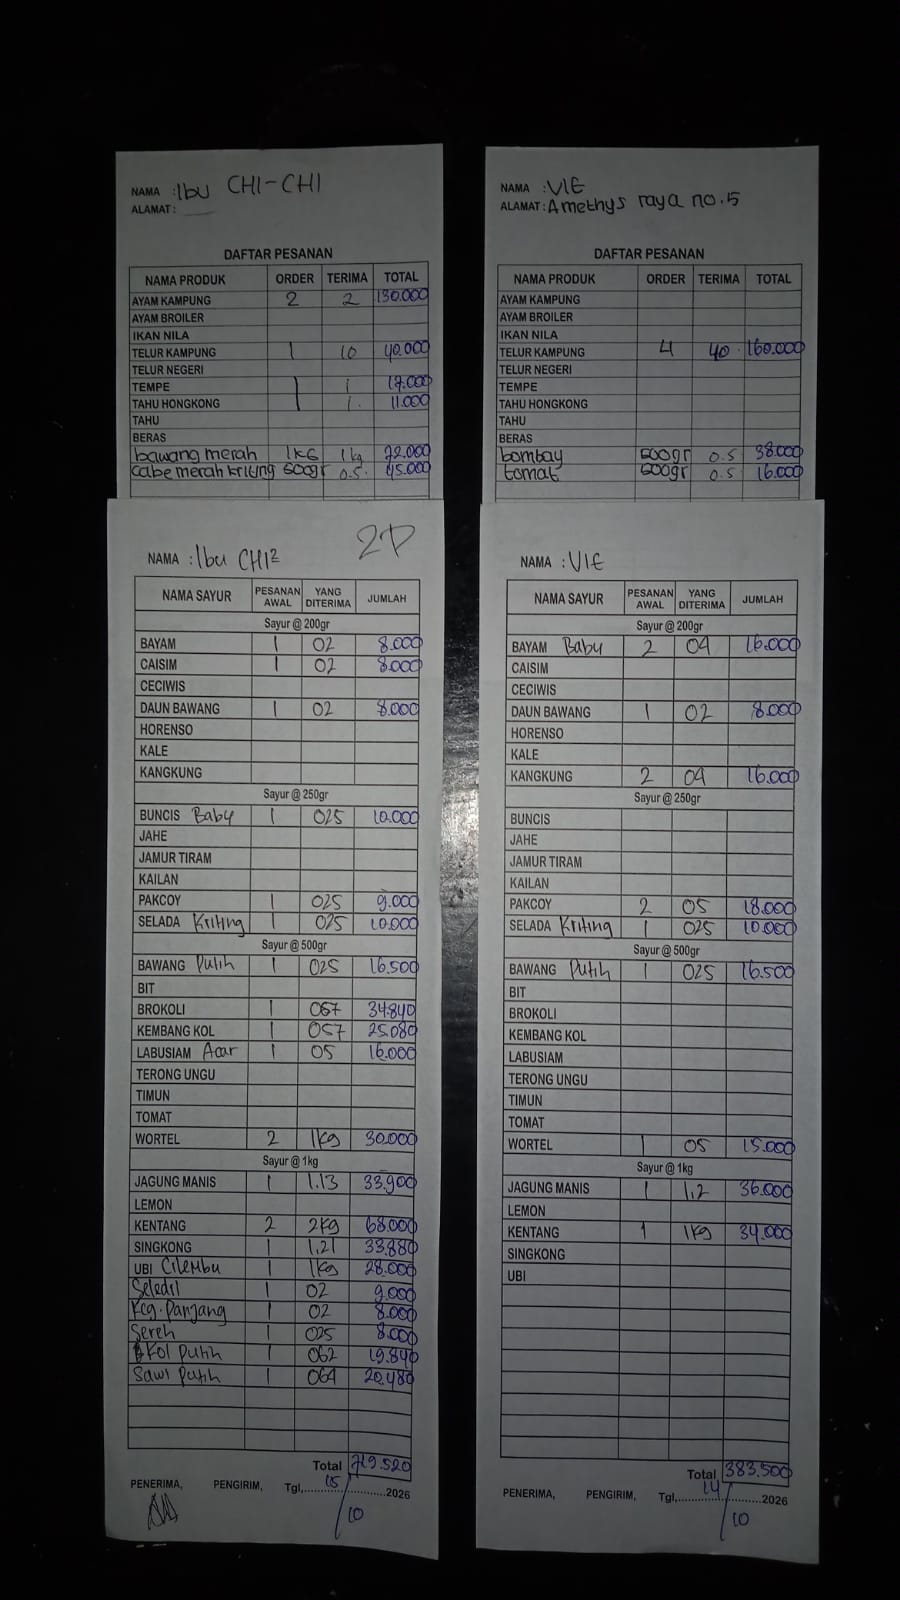 NAMA : Ibu CHI-CHI
ALAMAT :
DAFTAR PESANAN
NAMA PRODUK ORDER TERIMA TOTAL
AYAM KAMPUNG 2 2 130.000
AYAM BROILER
IKAN NILA
TELUR KAMPUNG 1 10 40.000
TELUR NEGERI
TEMPE 1 1 17.000
TAHU HONGKONG 1. 11.000
TAHU
BERAS
bawang merah 1KG 1kg 72.000
cabe merah kriting 500gr 0.5. 45.000
NAMA : Ibu CHI² 2P
NAMA SAYUR PESANAN AWAL YANG DITERIMA JUMLAH
Sayur @ 200gr
BAYAM 1 02 8.000
CAISIM 1 02 8.000
CECIWIS
DAUN BAWANG 1 02 8.000
HORENSO
KALE
KANGKUNG
Sayur @ 250gr
BUNCIS Baby 1 025 10.000
JAHE
JAMUR TIRAM
KAILAN
PAKCOY 1 025 9.000
SELADA Kriting 1 025 10.000
Sayur @ 500gr
BAWANG Putih 1 025 16.500
BIT
BROKOLI 1 067 34.840
KEMBANG KOL 1 057 25.080
LABUSIAM Acar 1 05 16.000
TERONG UNGU
TIMUN
TOMAT
WORTEL 2 1kg 30.000
Sayur @ 1kg
JAGUNG MANIS 1 1.13 33.900
LEMON
KENTANG 2 2kg 68.000
SINGKONG 1 1.21 33.880
UBI Cilembu 1 1kg 28.000
Seledri 1 02 9.000
Kcg. Panjang 1 02 8.000
Sereh 1 025 8.000
Kol Putih 1 062 19.840
Sawi Putih 1 064 20.480
Total 719.520
PENERIMA, PENGIRIM, Tgl, 15/10 2026
NAMA : VIE
ALAMAT : Amethys raya no.5
DAFTAR PESANAN
NAMA PRODUK ORDER TERIMA TOTAL
AYAM KAMPUNG
AYAM BROILER
IKAN NILA
TELUR KAMPUNG 4 40 160.000
TELUR NEGERI
TEMPE
TAHU HONGKONG
TAHU
BERAS
bombay 500gr 0.5 38.000
tomat 500gr 0.5 16.000
NAMA : VIE
NAMA SAYUR PESANAN AWAL YANG DITERIMA JUMLAH
Sayur @ 200gr
BAYAM Baby 2 04 16.000
CAISIM
CECIWIS
DAUN BAWANG 1 02 8.000
HORENSO
KALE
KANGKUNG 2 04 16.000
Sayur @ 250gr
BUNCIS
JAHE
JAMUR TIRAM
KAILAN
PAKCOY 2 05 18.000
SELADA Kriting 1 025 10.000
Sayur @ 500gr
BAWANG Putih 1 025 16.500
BIT
BROKOLI
KEMBANG KOL
LABUSIAM
TERONG UNGU
TIMUN
TOMAT
WORTEL 1 05 15.000
Sayur @ 1kg
JAGUNG MANIS 1 1.2 36.000
LEMON
KENTANG 1 1kg 34.000
SINGKONG
UBI
Total 383.500
PENERIMA, PENGIRIM, Tgl, 14/10 2026